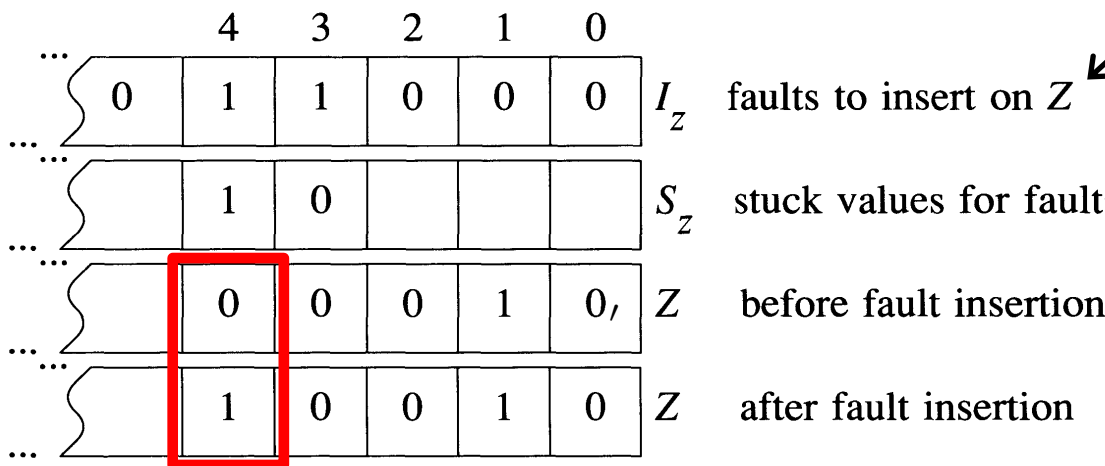 4 3 2 1 0
... 0 1 1 0 0 0 I_z faults to insert on Z
...
... 1 0 S_z stuck values for fault
...
... 0 0 0 1 0, Z before fault insertion
...
... 1 0 0 1 0 Z after fault insertion
...